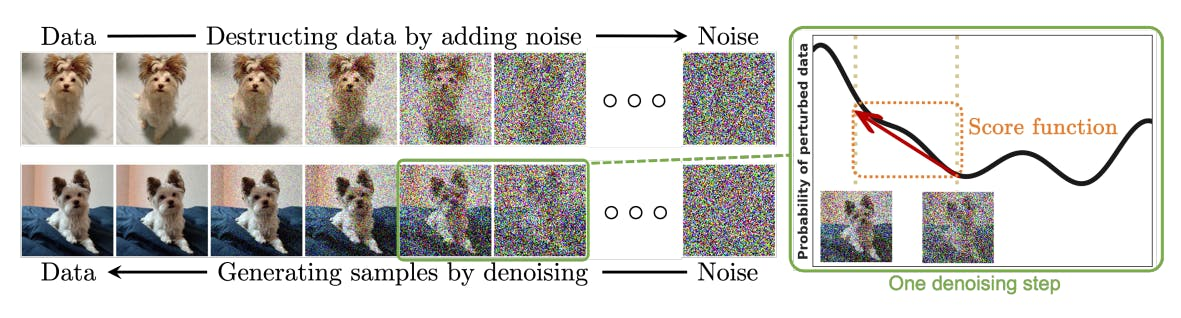 Data Destructing data by adding noise Noise
Probability of perturbed data
Score function
Data Generating samples by denoising Noise
One denoising step